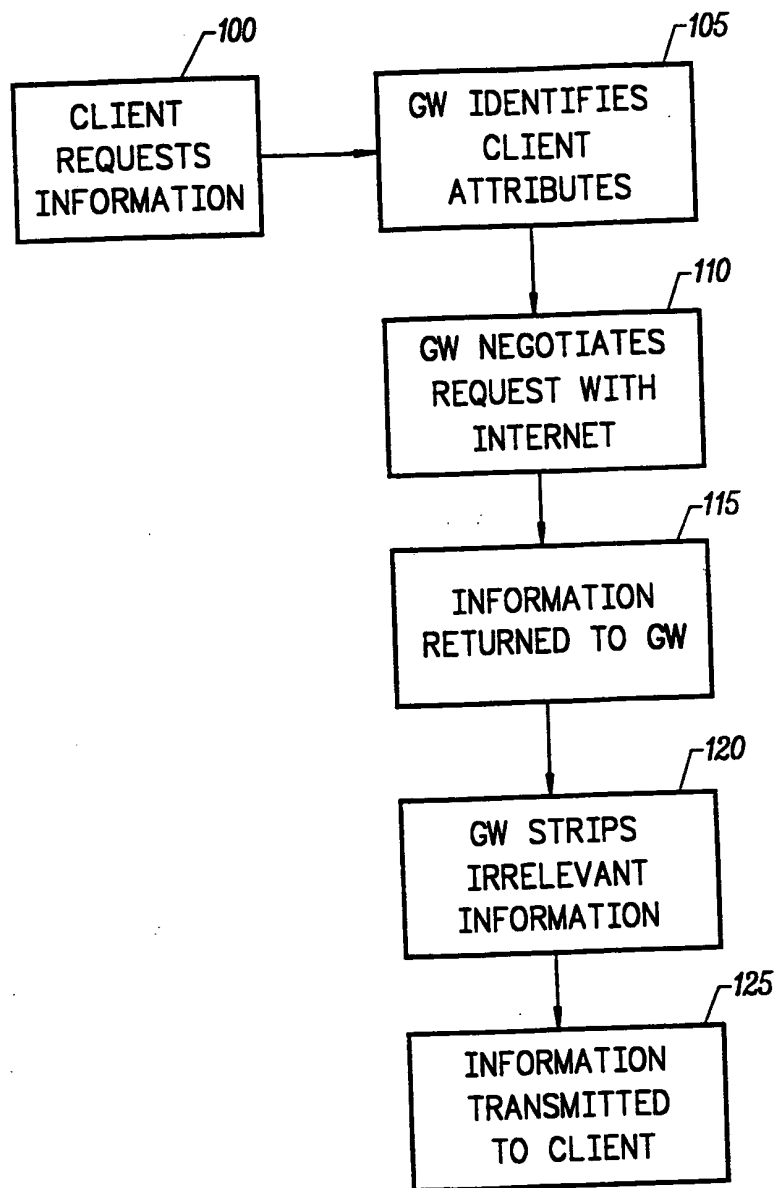 100
CLIENT
REQUESTS
INFORMATION
105
GW IDENTIFIES
CLIENT
ATTRIBUTES
110
GW NEGOTIATES
REQUEST WITH
INTERNET
115
INFORMATION
RETURNED TO GW
120
GW STRIPS
IRRELEVANT
INFORMATION
125
INFORMATION
TRANSMITTED
TO CLIENT